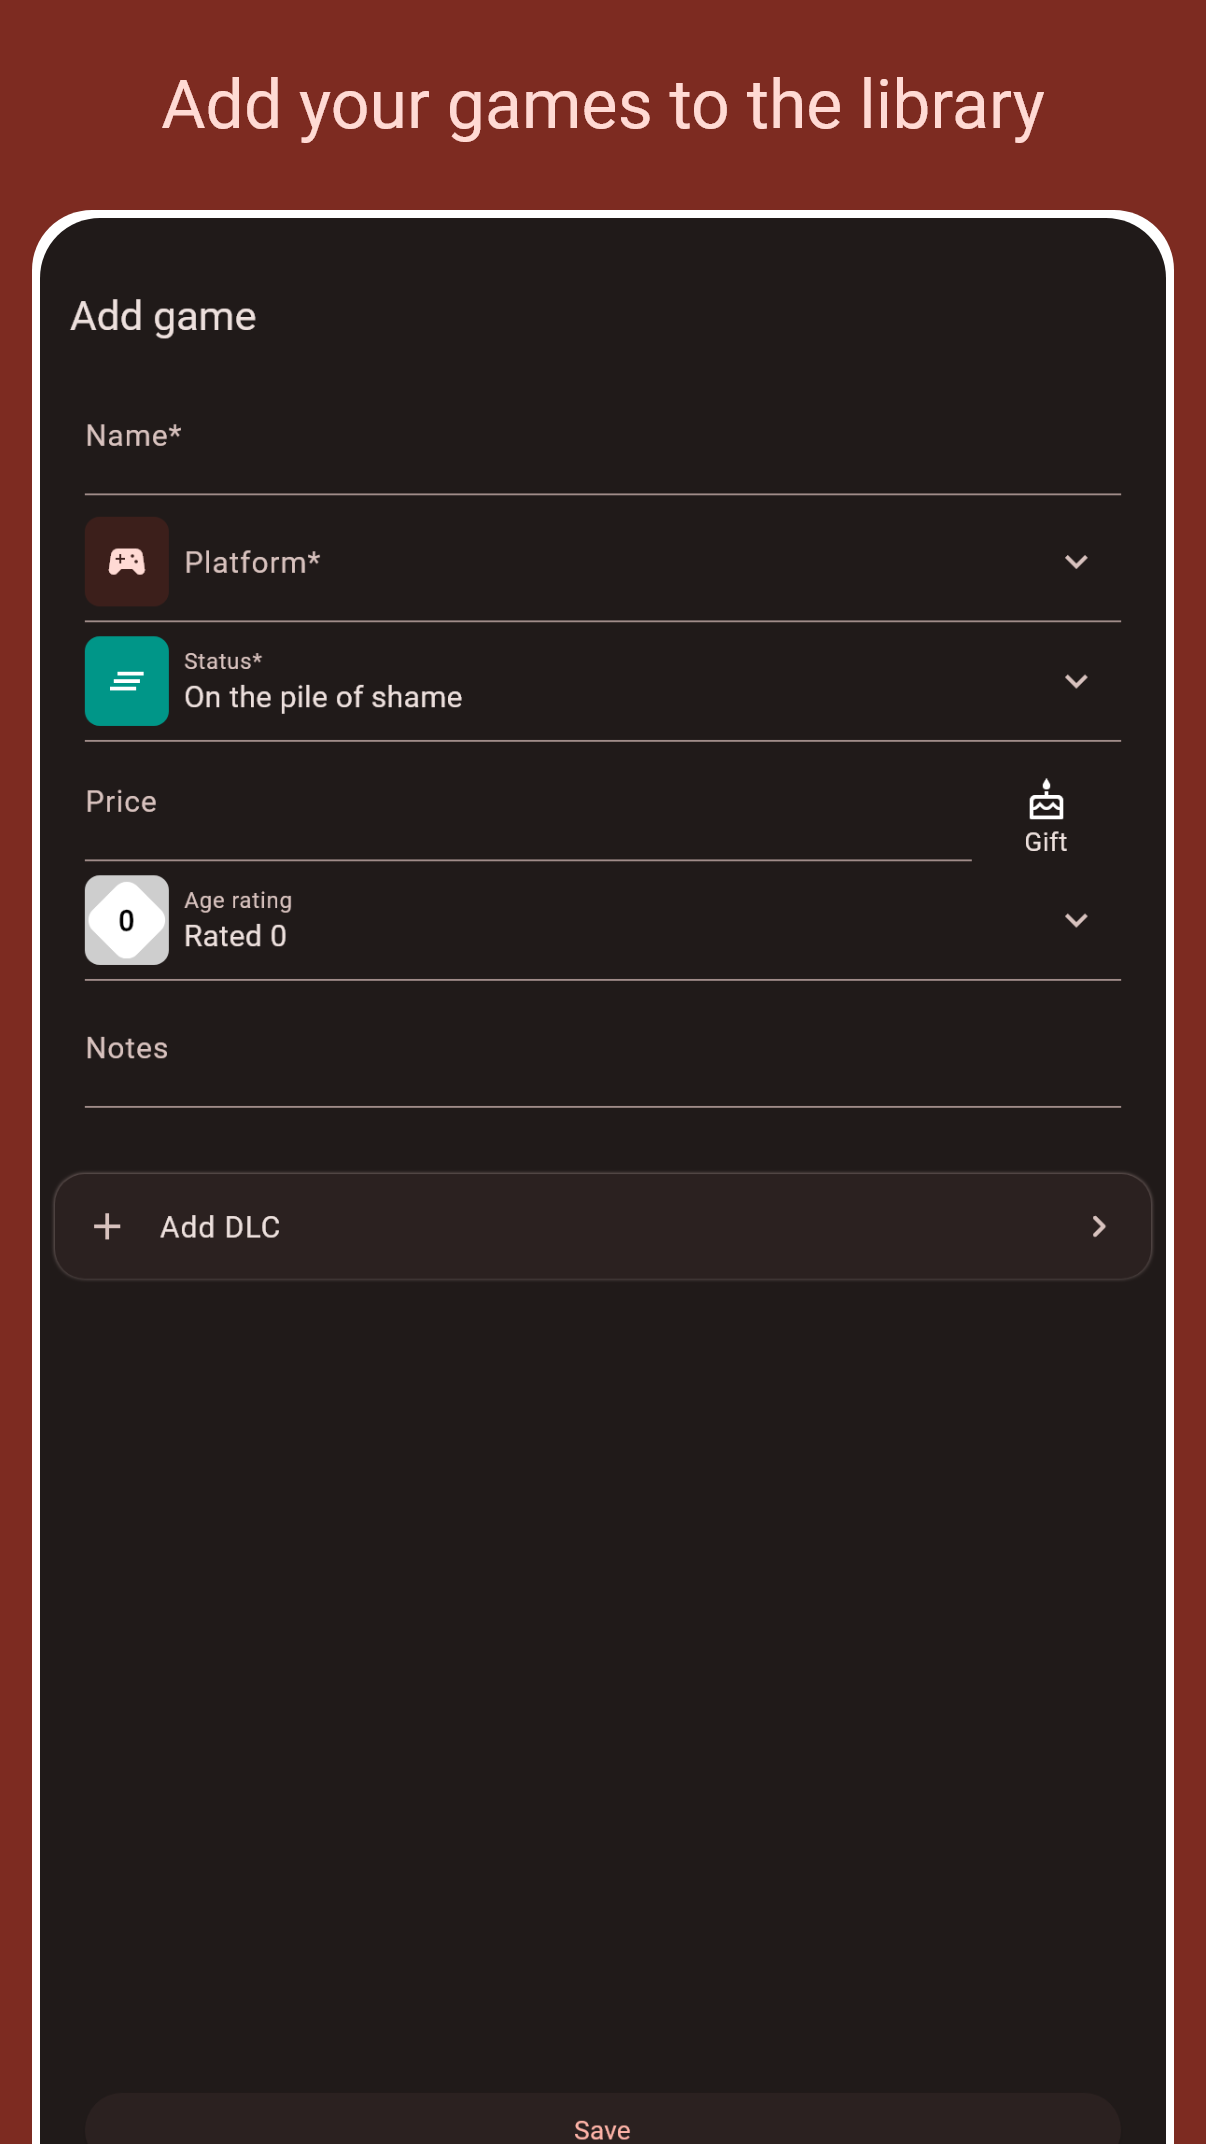 Add your games to the library
Add game
Name*
Platform*
Status*
On the pile of shame
Price
Gift
0
Age rating
Rated 0
Notes
Add DLC
Save